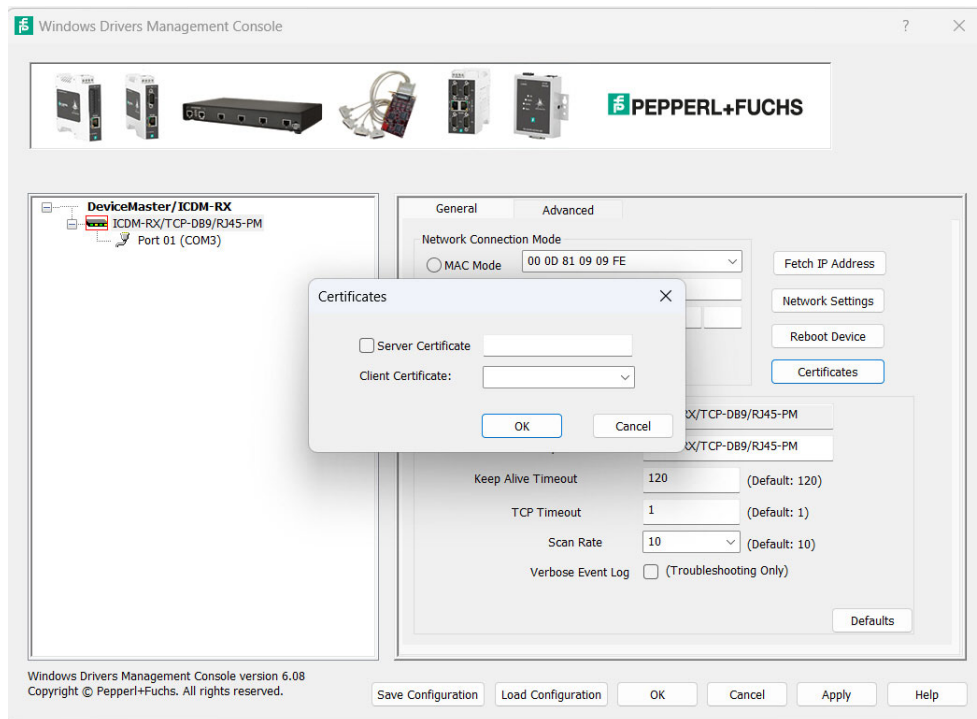 Windows Drivers Management Console
PEPPERL+FUCHS
DeviceMaster/ICDM-RX
ICDM-RX/TCP-DB9/RJ45-PM
Port 01 (COM3)
General Advanced
Network Connection Mode
MAC Mode 00 0D 81 09 09 FE
Fetch IP Address
Network Settings
Reboot Device
Certificates
Certificates
Server Certificate
Client Certificate:
OK Cancel
RX/TCP-DB9/RJ45-PM
RX/TCP-DB9/RJ45-PM
Keep Alive Timeout 120 (Default: 120)
TCP Timeout 1 (Default: 1)
Scan Rate 10 (Default: 10)
Verbose Event Log (Troubleshooting Only)
Defaults
Windows Drivers Management Console version 6.08
Copyright © Pepperl+Fuchs. All rights reserved.
Save Configuration Load Configuration OK Cancel Apply Help